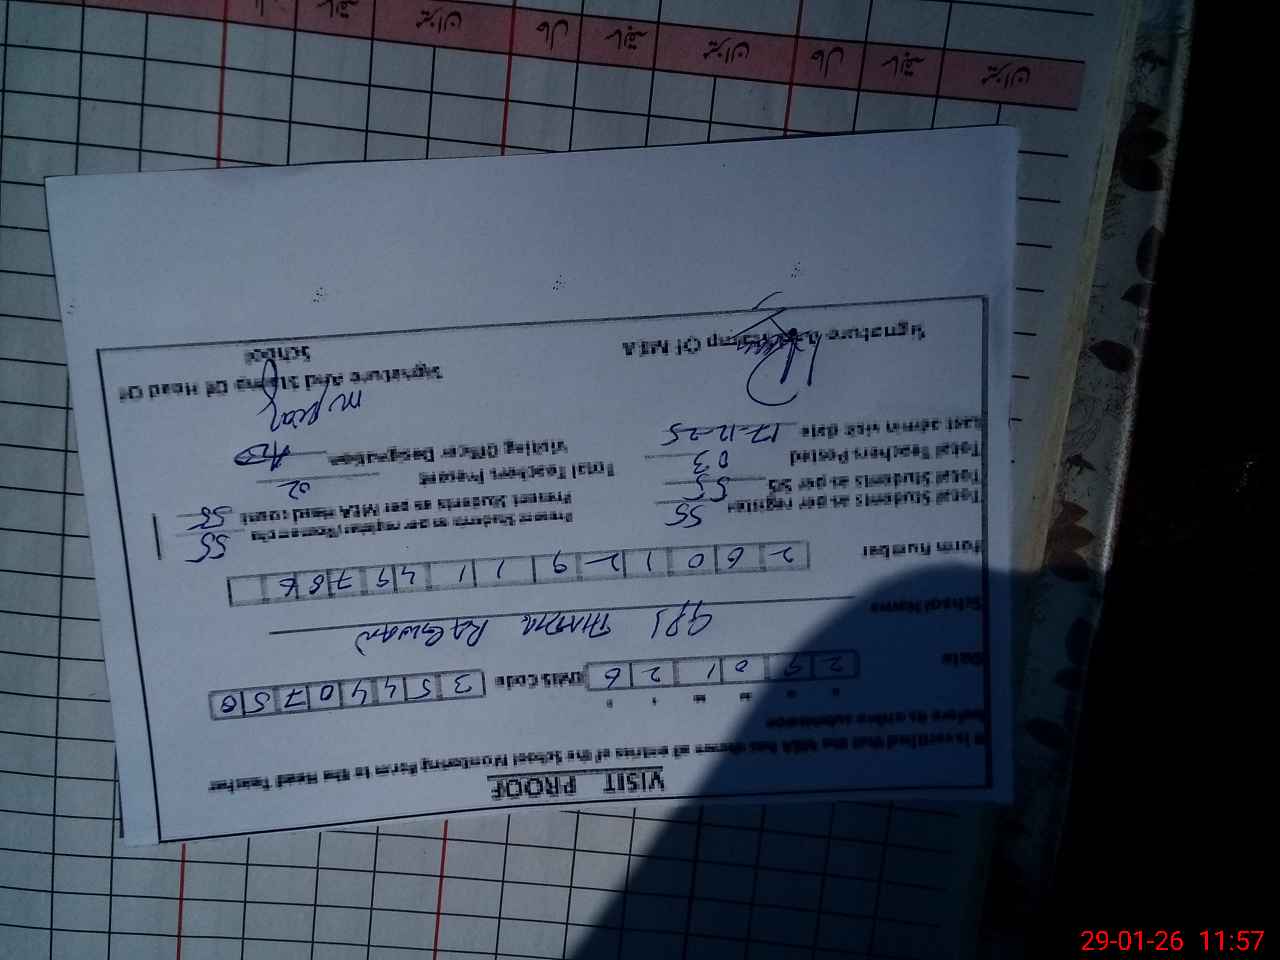 VISIT PROOF
It is certified that the MEA has shown all entries of the School Monitoring Form to the Head Teacher
before its online submission
Date 2 9 0 1 2 6 EMIS Code 3 5 4 4 0 7 5 0
School Name GPS
Form Number 2 6 0 1 2 9 1 1 4 9 7 8 6
Total Students as per register 55 Present Students as per register/Documents 55
Total Students as per SIS 55 Present Students as per MEA Head count 55
Total Teachers Posted 03 Total Teachers Present 02
Last admin visit date 17-12-25 Visiting Officer Designation
Signature And Stamp Of MEA Signature And Stamp Of Head Of School
29-01-26 11:57